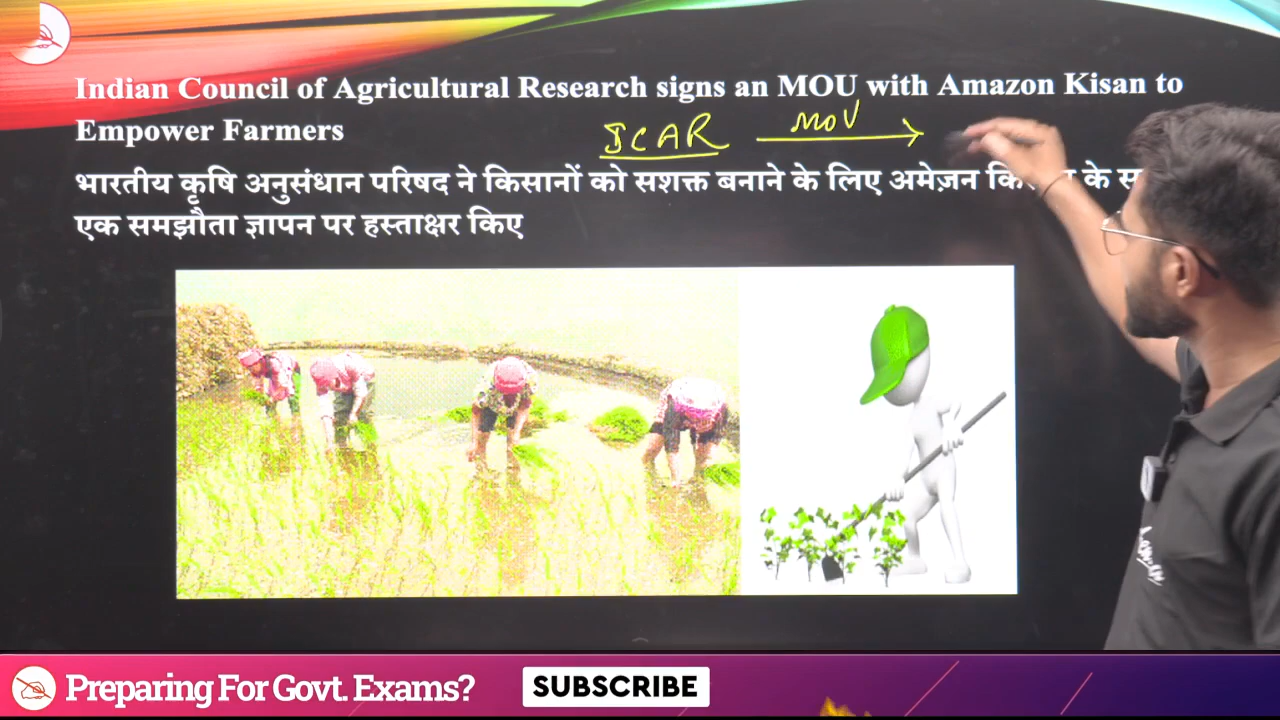 Indian Council of Agricultural Research signs an MOU with Amazon Kisan to
Empower Farmers
ICAR MOU
भारतीय कृषि अनुसंधान परिषद ने किसानों को सशक्त बनाने के लिए अमेज़न के
एक समझौता ज्ञापन पर हस्ताक्षर किए
Preparing For Govt. Exams?
SUBSCRIBE